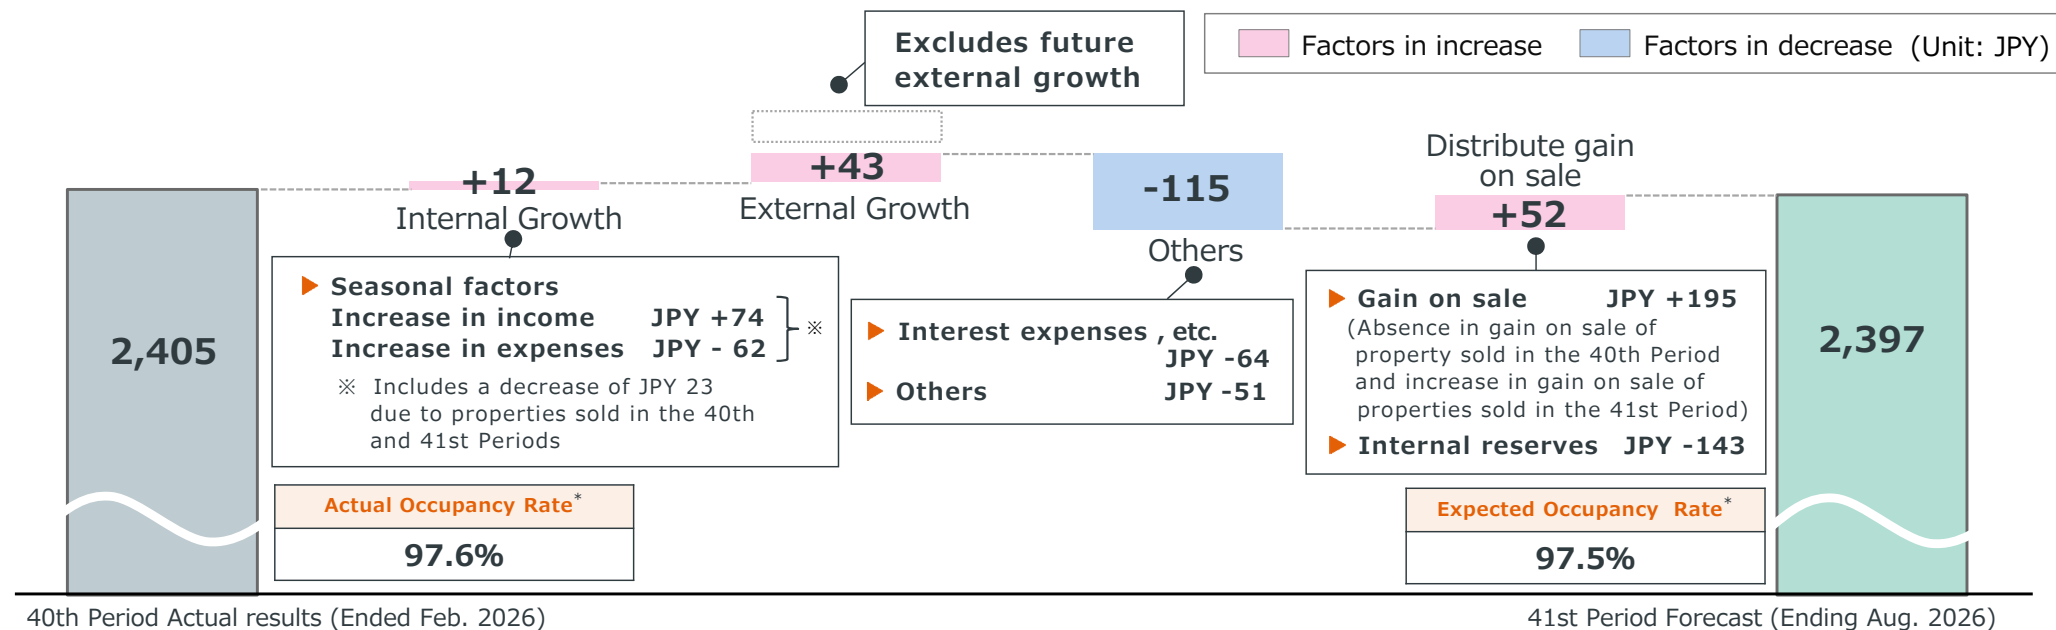 Excludes future
external growth
Factors in increase
Factors in decrease (Unit: JPY)
+12
Internal Growth
+43
External Growth
-115
Others
Distribute gain
on sale
+52
2,405
▶ Seasonal factors
Increase in income JPY +74
Increase in expenses JPY - 62
※
※ Includes a decrease of JPY 23
due to properties sold in the 40th
and 41st Periods
▶ Interest expenses , etc.
JPY -64
▶ Others JPY -51
▶ Gain on sale JPY +195
(Absence in gain on sale of
property sold in the 40th Period
and increase in gain on sale of
properties sold in the 41st Period)
▶ Internal reserves JPY -143
2,397
Actual Occupancy Rate*
97.6%
Expected Occupancy Rate*
97.5%
40th Period Actual results (Ended Feb. 2026)
41st Period Forecast (Ending Aug. 2026)